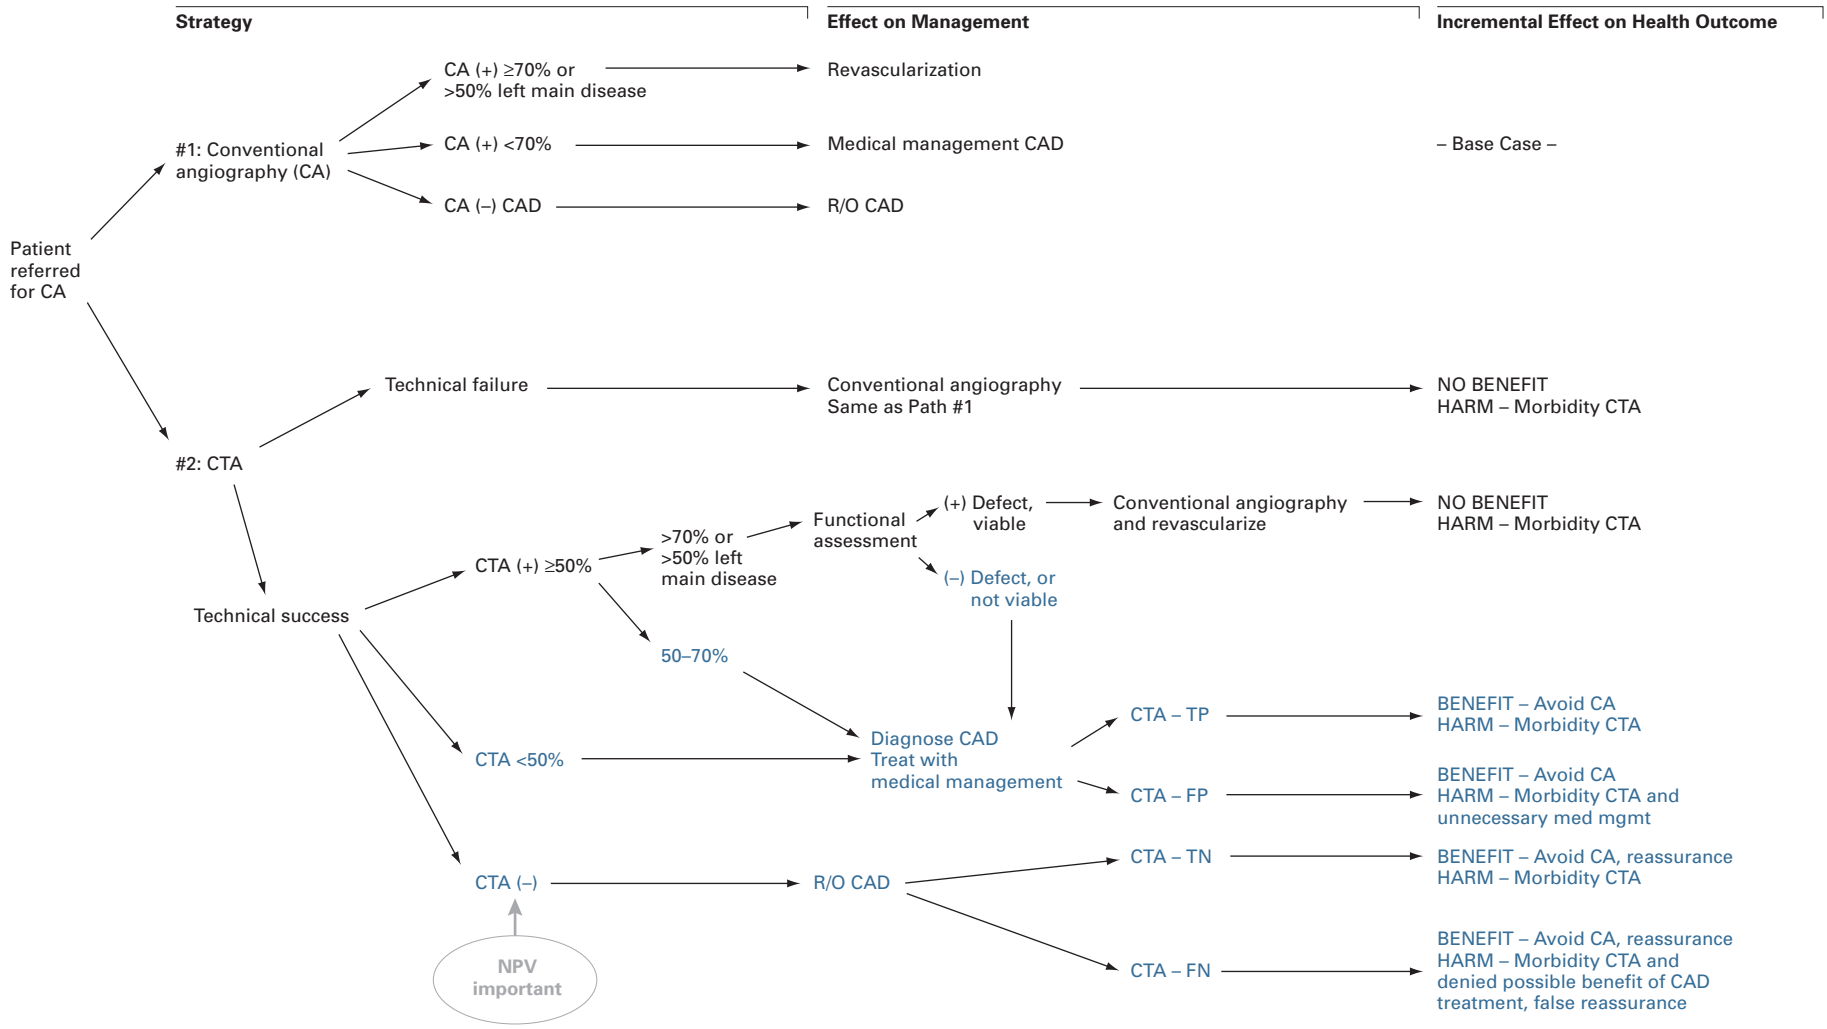 Strategy
Effect on Management
Incremental Effect on Health Outcome
CA (+) ≥70% or
>50% left main disease
Revascularization
#1: Conventional
angiography (CA)
CA (+) <70%
Medical management CAD
– Base Case –
CA (–) CAD
R/O CAD
Patient
referred
for CA
Technical failure
Conventional angiography
Same as Path #1
NO BENEFIT
HARM – Morbidity CTA
#2: CTA
Technical success
CTA (+) ≥50%
>70% or
>50% left
main disease
Functional
assessment
(+) Defect,
viable
Conventional angiography
and revascularize
NO BENEFIT
HARM – Morbidity CTA
(–) Defect, or
not viable
50–70%
CTA <50%
Diagnose CAD
Treat with
medical management
CTA – TP
BENEFIT – Avoid CA
HARM – Morbidity CTA
CTA – FP
BENEFIT – Avoid CA
HARM – Morbidity CTA and
unnecessary med mgmt
CTA (–)
R/O CAD
CTA – TN
BENEFIT – Avoid CA, reassurance
HARM – Morbidity CTA
CTA – FN
BENEFIT – Avoid CA, reassurance
HARM – Morbidity CTA and
denied possible benefit of CAD
treatment, false reassurance
NPV
important